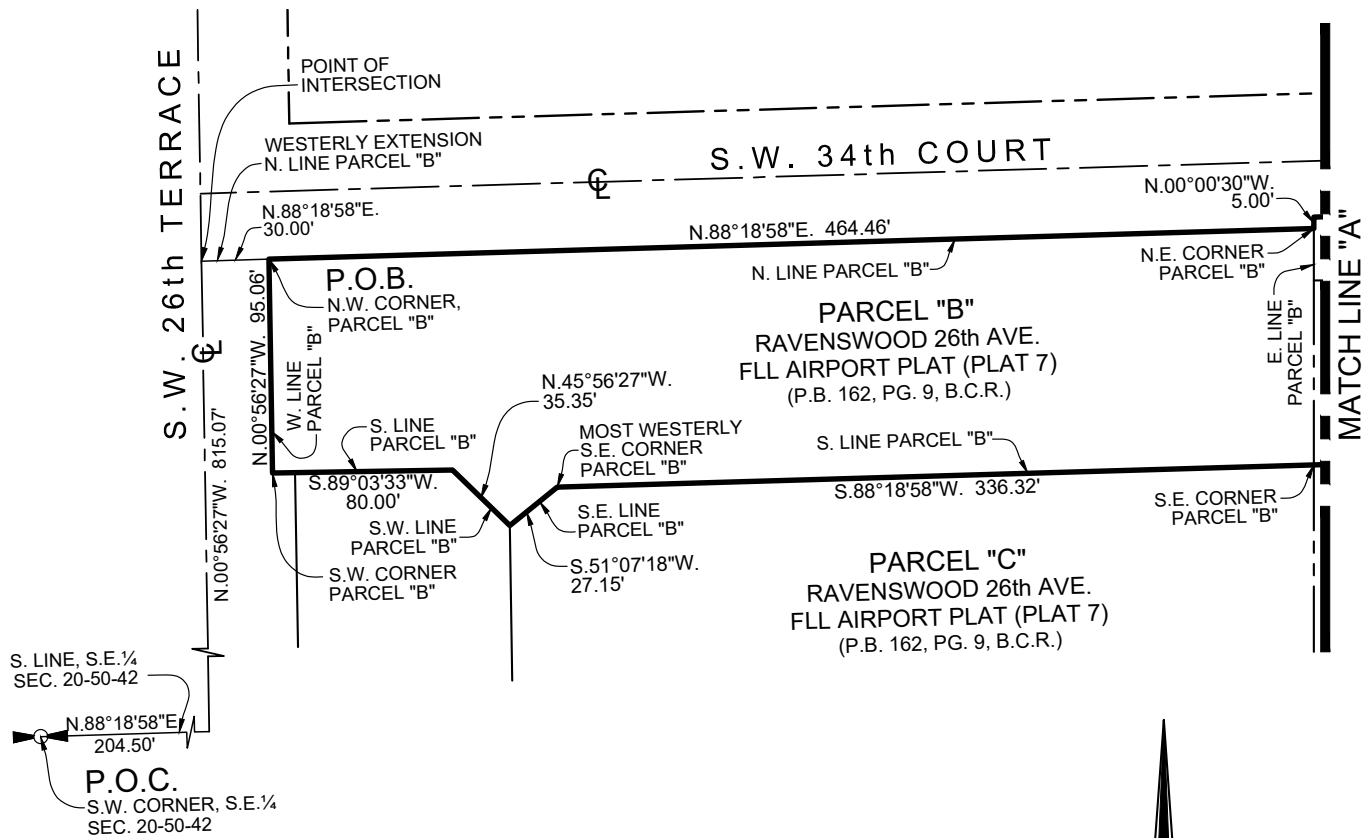 S.W. 26th TERRACE
POINT OF
INTERSECTION
WESTERLY EXTENSION
N. LINE PARCEL "B"
S.W. 34th COURT
℄
N.88°18'58"E.
30.00'
N.88°18'58"E. 464.46'
N.00°00'30"W.
5.00'
N. LINE PARCEL "B"
N.E. CORNER
PARCEL "B"
E. LINE
PARCEL "B"
MATCH LINE "A"
P.O.B.
N.W. CORNER,
PARCEL "B"
N.00°56'27"W. 95.06'
W. LINE
PARCEL "B"
℄
N.00°56'27"W. 815.07'
PARCEL "B"
RAVENSWOOD 26th AVE.
FLL AIRPORT PLAT (PLAT 7)
(P.B. 162, PG. 9, B.C.R.)
N.45°56'27"W.
35.35'
S. LINE
PARCEL "B"
MOST WESTERLY
S.E. CORNER
PARCEL "B"
S. LINE PARCEL "B"
S.89°03'33"W.
80.00'
S.88°18'58"W. 336.32'
S.E. CORNER
PARCEL "B"
S.W. LINE
PARCEL "B"
S.E. LINE
PARCEL "B"
S.W. CORNER
PARCEL "B"
S.51°07'18"W.
27.15'
PARCEL "C"
RAVENSWOOD 26th AVE.
FLL AIRPORT PLAT (PLAT 7)
(P.B. 162, PG. 9, B.C.R.)
S. LINE, S.E.¼
SEC. 20-50-42
N.88°18'58"E.
204.50'
P.O.C.
S.W. CORNER, S.E.¼
SEC. 20-50-42